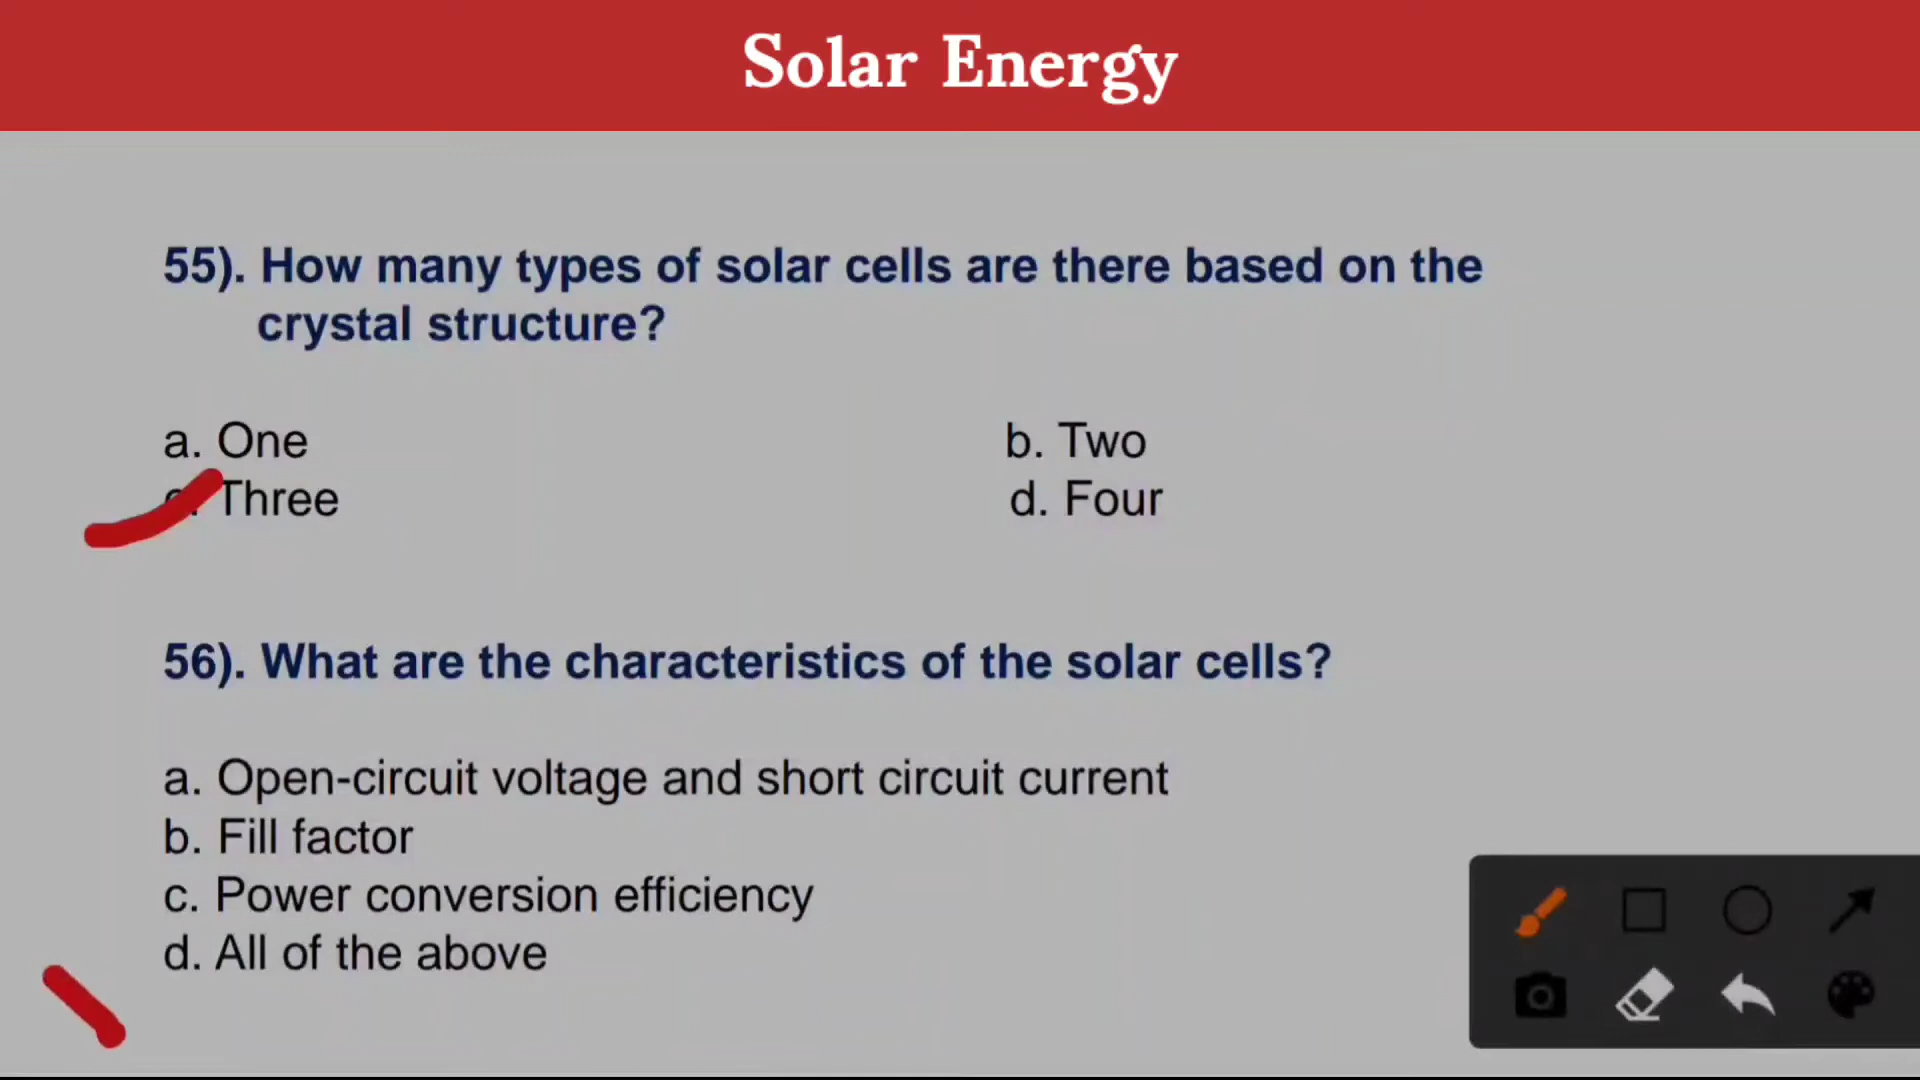 Solar Energy
55). How many types of solar cells are there based on the
crystal structure?
a. One
b. Two
c. Three
d. Four
56). What are the characteristics of the solar cells?
a. Open-circuit voltage and short circuit current
b. Fill factor
c. Power conversion efficiency
d. All of the above